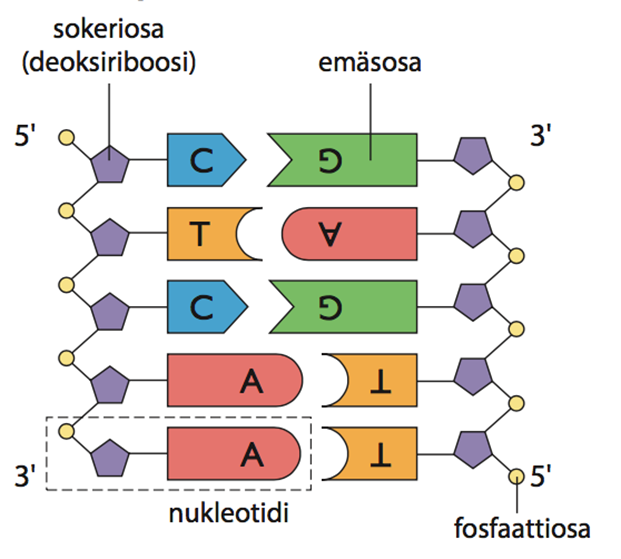 sokeriosa
(deoksiriboosi)
emäsosa
5'
3'
C
G
T
A
C
G
A
T
A
T
3'
5'
nukleotidi
fosfaattiosa